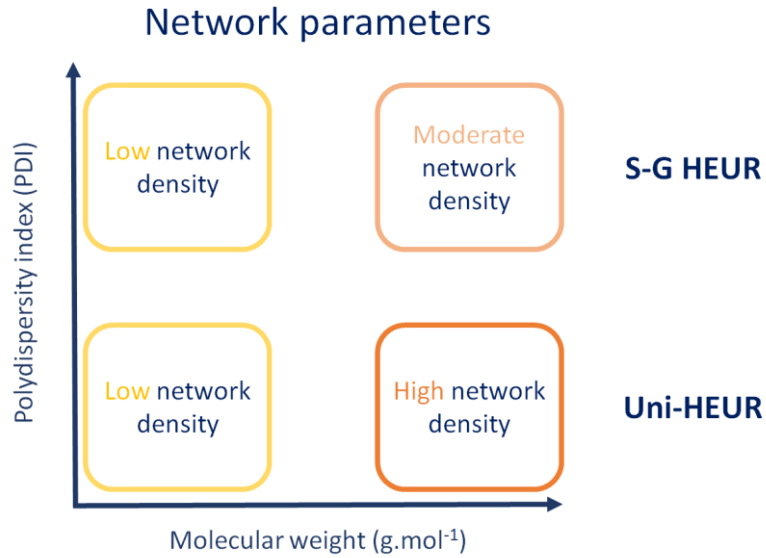 Network parameters
Polydispersity index (PDI)
Low network
density
Moderate
network
density
S-G HEUR
Low network
density
High network
density
Uni-HEUR
Molecular weight (g.mol⁻¹)